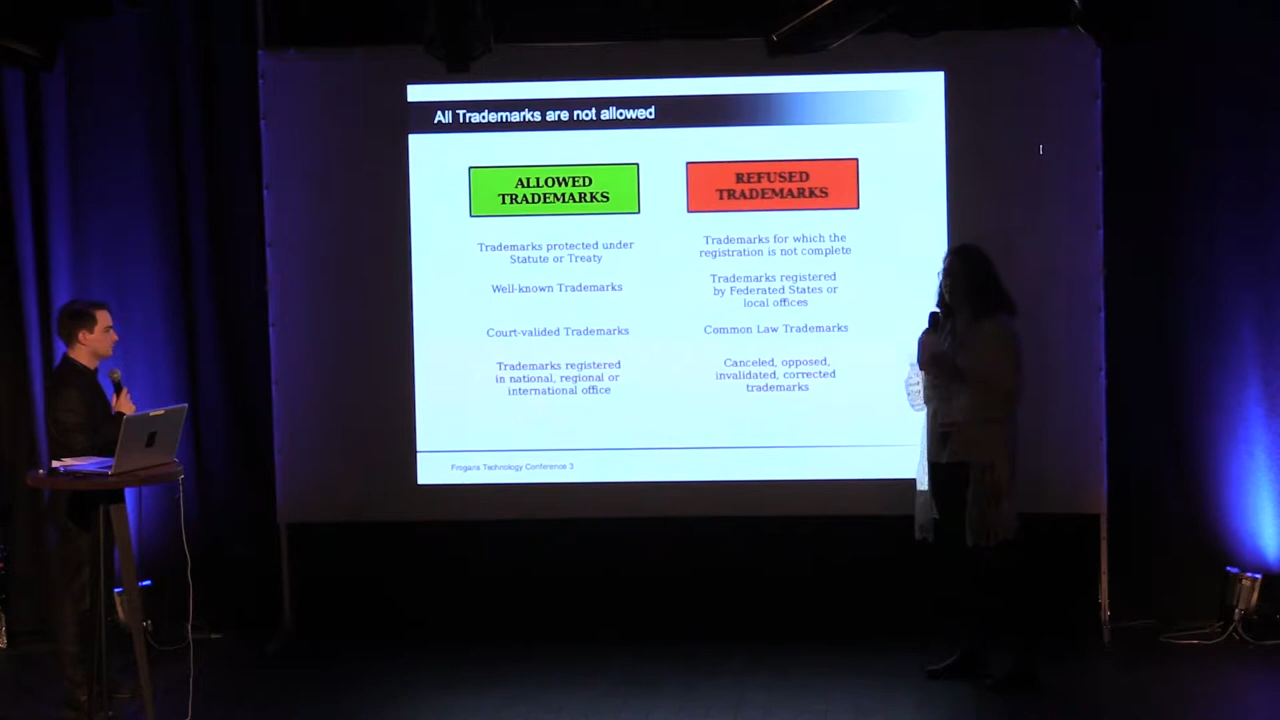 All Trademarks are not allowed
ALLOWED
TRADEMARKS
Trademarks protected under
Statute or Treaty
Well-known Trademarks
Court-valided Trademarks
Trademarks registered
in national, regional or
international office
REFUSED
TRADEMARKS
Trademarks for which the
registration is not complete
Trademarks registered
by Federated States or
local offices
Common Law Trademarks
Canceled, opposed,
invalidated, corrected
trademarks
Frogans Technology Conference 3